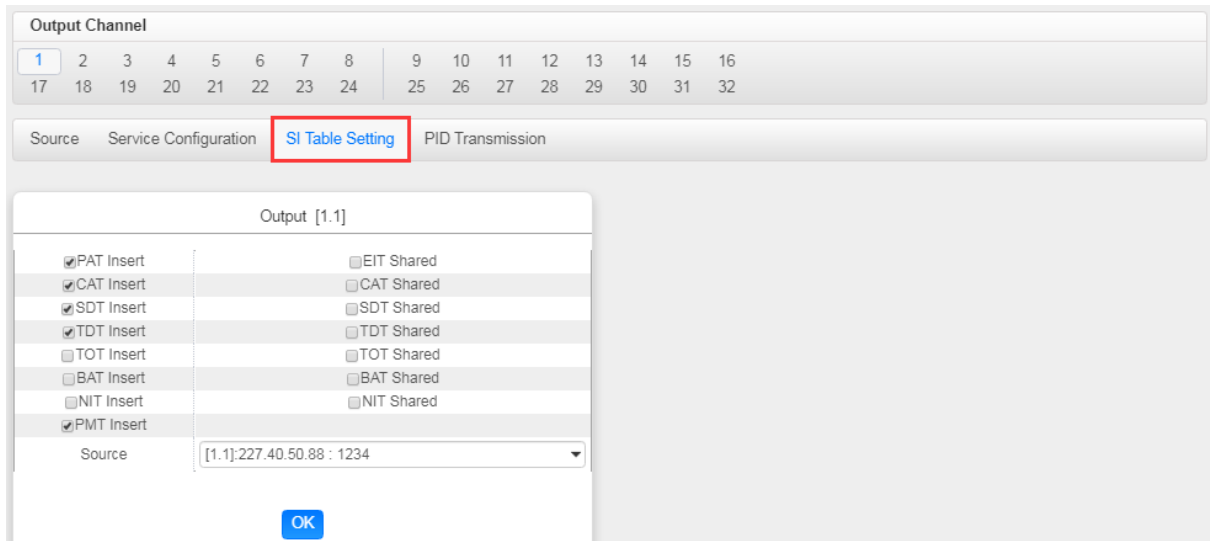 Output Channel
1 2 3 4 5 6 7 8 9 10 11 12 13 14 15 16
17 18 19 20 21 22 23 24 25 26 27 28 29 30 31 32
Source Service Configuration SI Table Setting PID Transmission
Output [1.1]
PAT Insert EIT Shared
CAT Insert CAT Shared
SDT Insert SDT Shared
TDT Insert TDT Shared
TOT Insert TOT Shared
BAT Insert BAT Shared
NIT Insert NIT Shared
PMT Insert
Source [1.1]:227.40.50.88 : 1234
OK